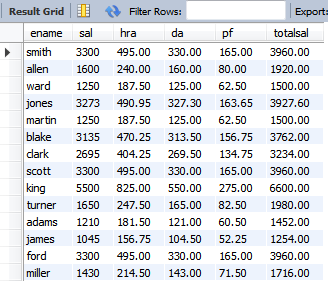 Result Grid Filter Rows: Export:
ename sal hra da pf totalsal
smith 3300 495.00 330.00 165.00 3960.00
allen 1600 240.00 160.00 80.00 1920.00
ward 1250 187.50 125.00 62.50 1500.00
jones 3273 490.95 327.30 163.65 3927.60
martin 1250 187.50 125.00 62.50 1500.00
blake 3135 470.25 313.50 156.75 3762.00
clark 2695 404.25 269.50 134.75 3234.00
scott 3300 495.00 330.00 165.00 3960.00
king 5500 825.00 550.00 275.00 6600.00
turner 1650 247.50 165.00 82.50 1980.00
adams 1210 181.50 121.00 60.50 1452.00
james 1045 156.75 104.50 52.25 1254.00
ford 3300 495.00 330.00 165.00 3960.00
miller 1430 214.50 143.00 71.50 1716.00